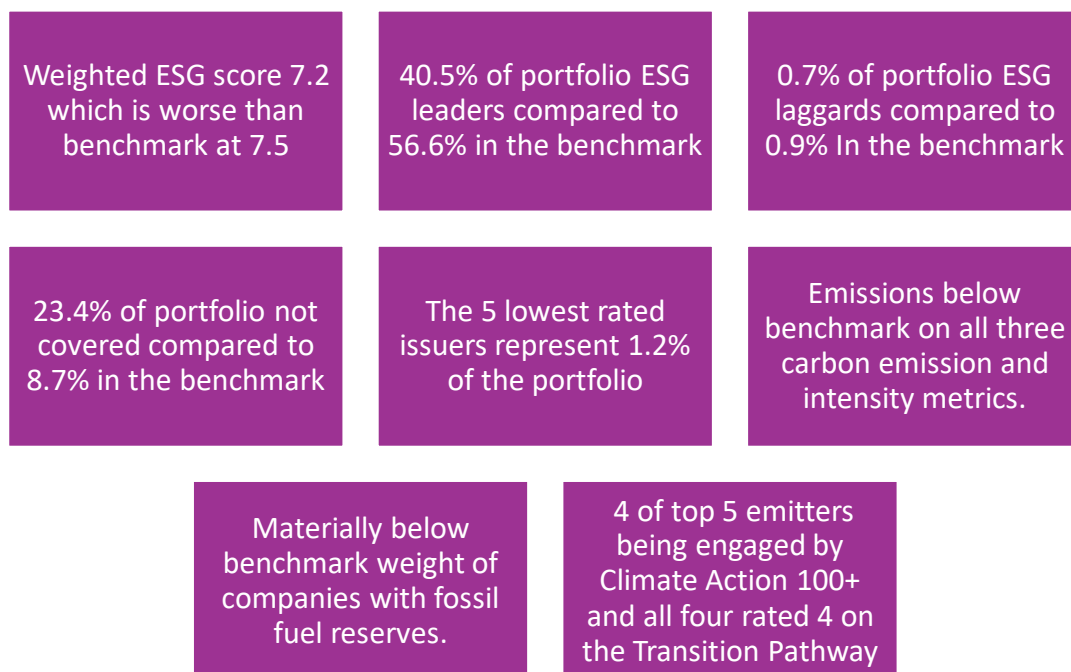 Weighted ESG score 7.2
which is worse than
benchmark at 7.5
40.5% of portfolio ESG
leaders compared to
56.6% in the benchmark
0.7% of portfolio ESG
laggards compared to
0.9% In the benchmark
23.4% of portfolio not
covered compared to
8.7% in the benchmark
The 5 lowest rated
issuers represent 1.2%
of the portfolio
Emissions below
benchmark on all three
carbon emission and
intensity metrics.
Materially below
benchmark weight of
companies with fossil
fuel reserves.
4 of top 5 emitters
being engaged by
Climate Action 100+
and all four rated 4 on
the Transition Pathway